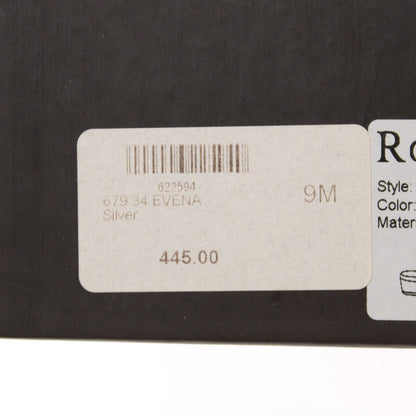 622594
679 34 EVENA
Silver
9M
445.00
Ro
Style:
Color:
Mater